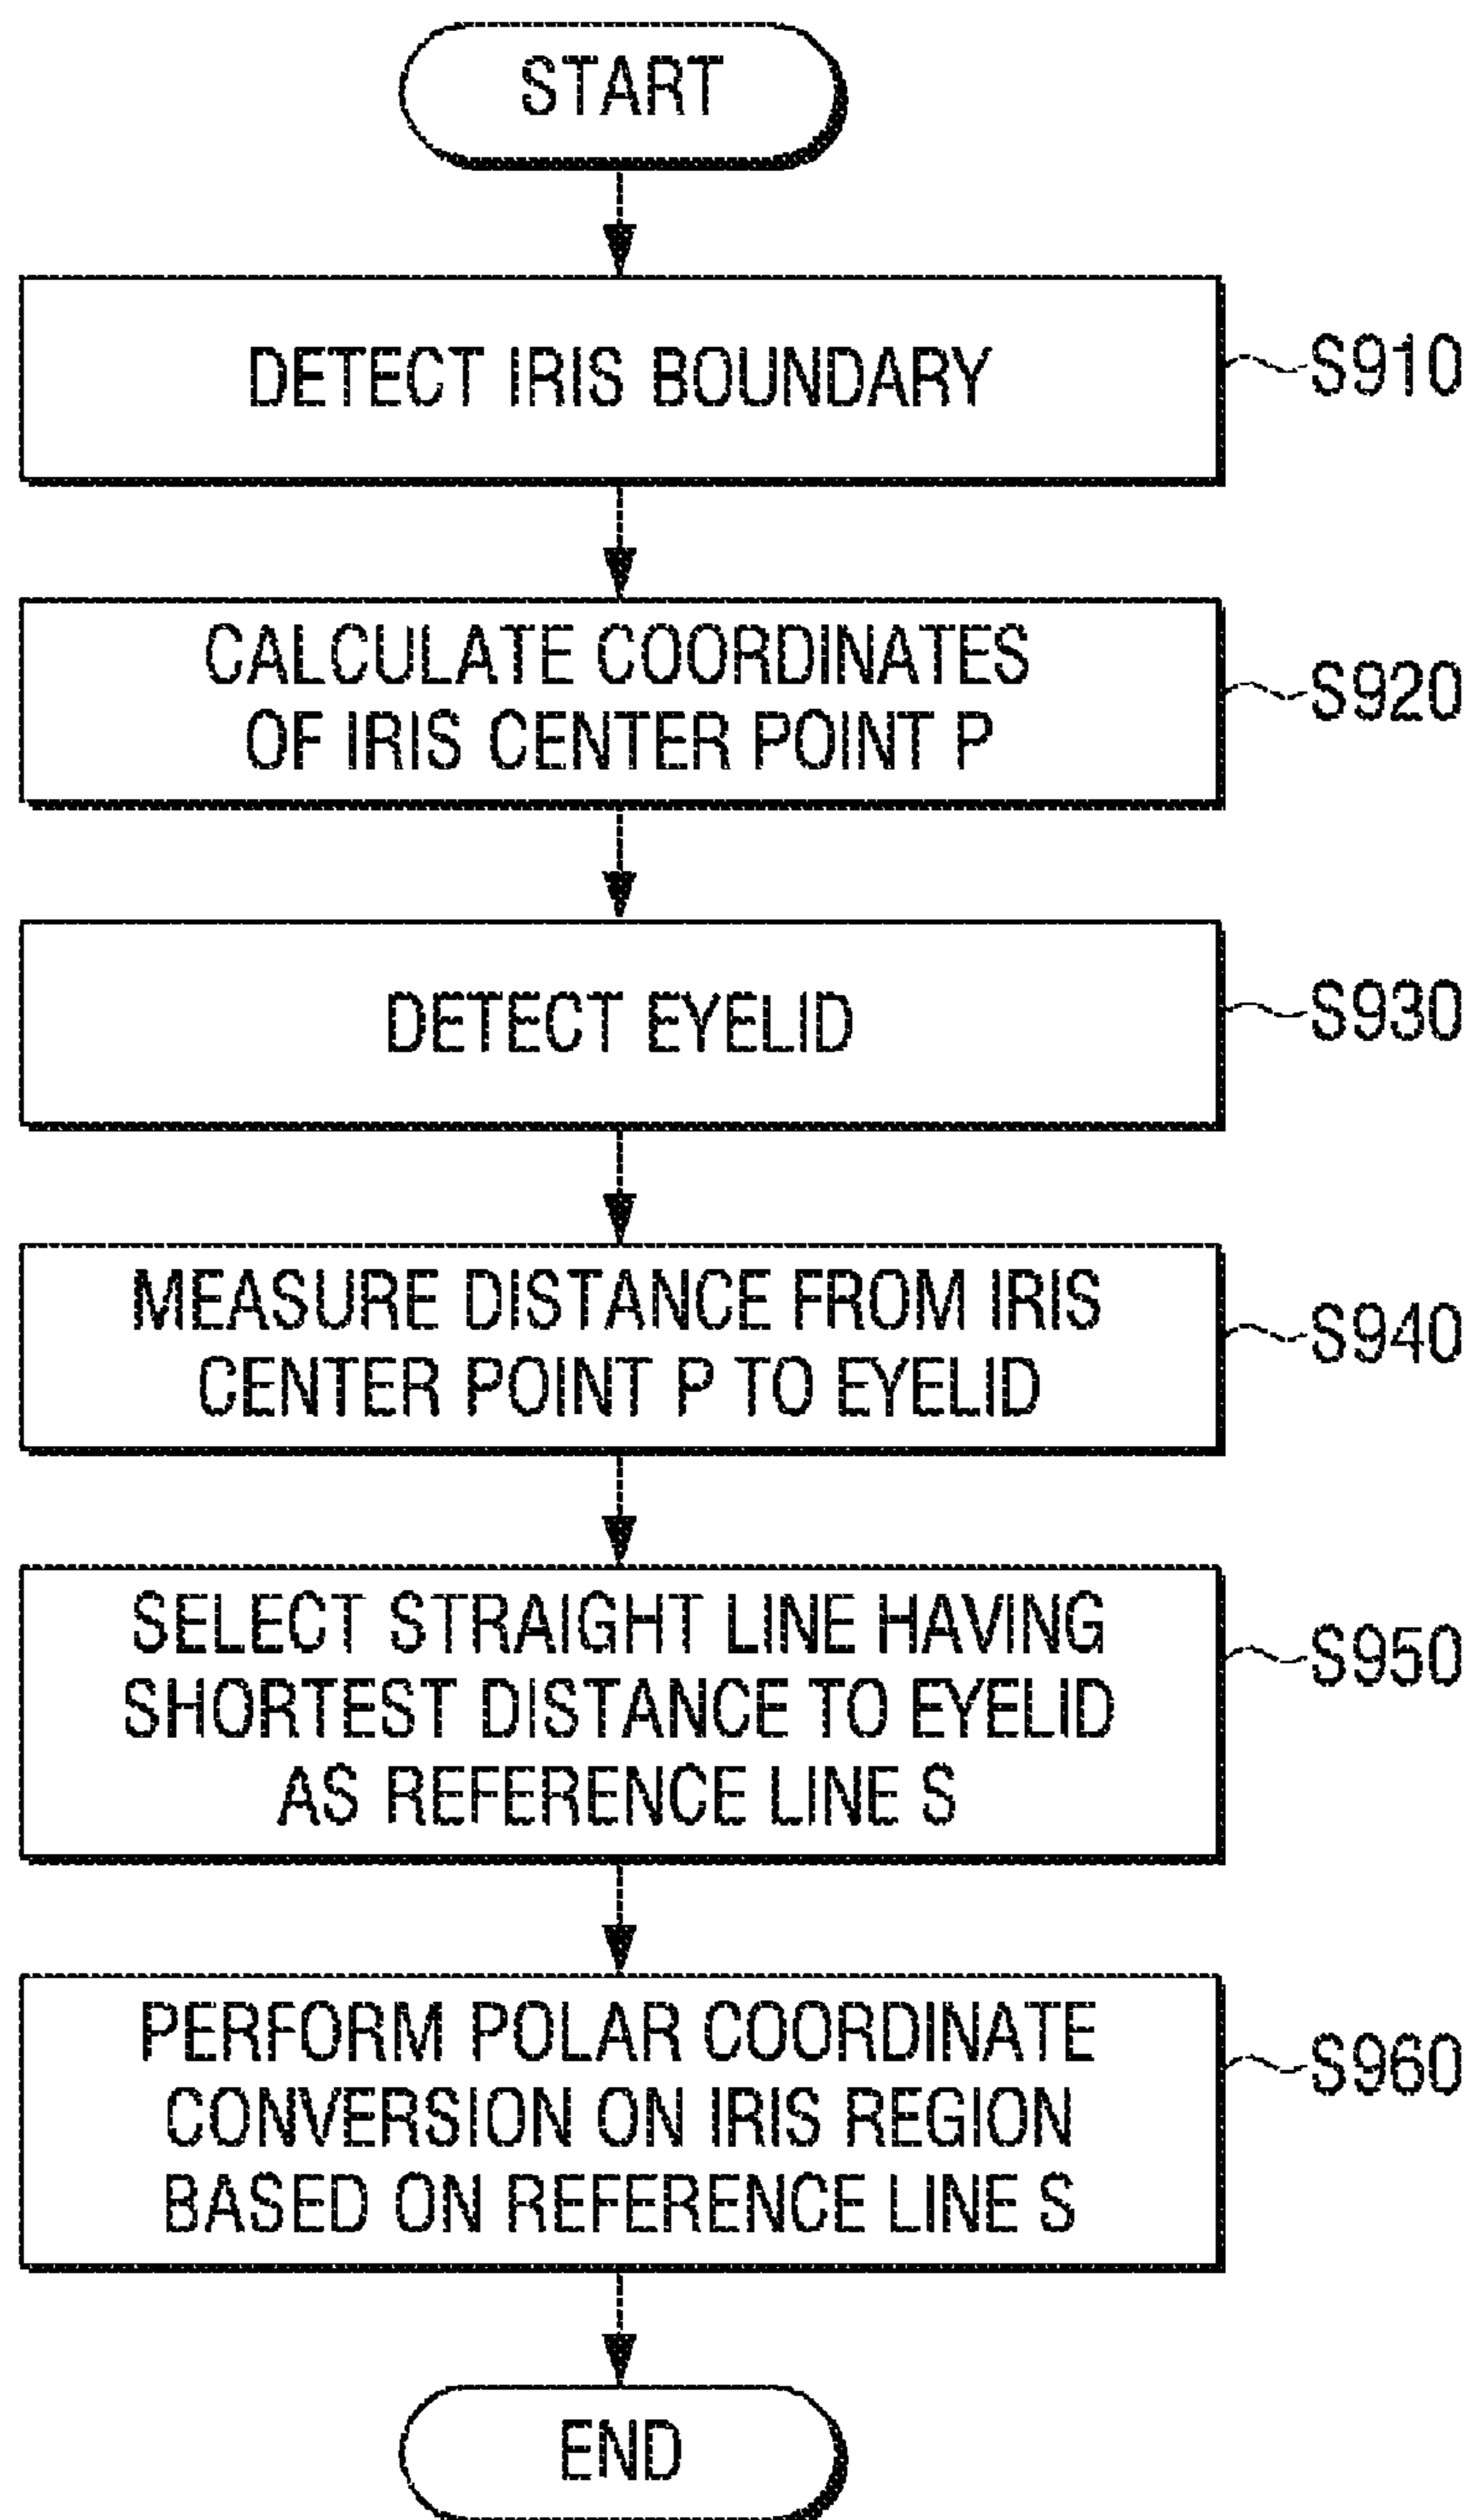 START
DETECT IRIS BOUNDARY
S910
CALCULATE COORDINATES
OF IRIS CENTER POINT P
S920
DETECT EYELID
S930
MEASURE DISTANCE FROM IRIS
CENTER POINT P TO EYELID
S940
SELECT STRAIGHT LINE HAVING
SHORTEST DISTANCE TO EYELID
AS REFERENCE LINE S
S950
PERFORM POLAR COORDINATE
CONVERSION ON IRIS REGION
BASED ON REFERENCE LINE S
S960
END